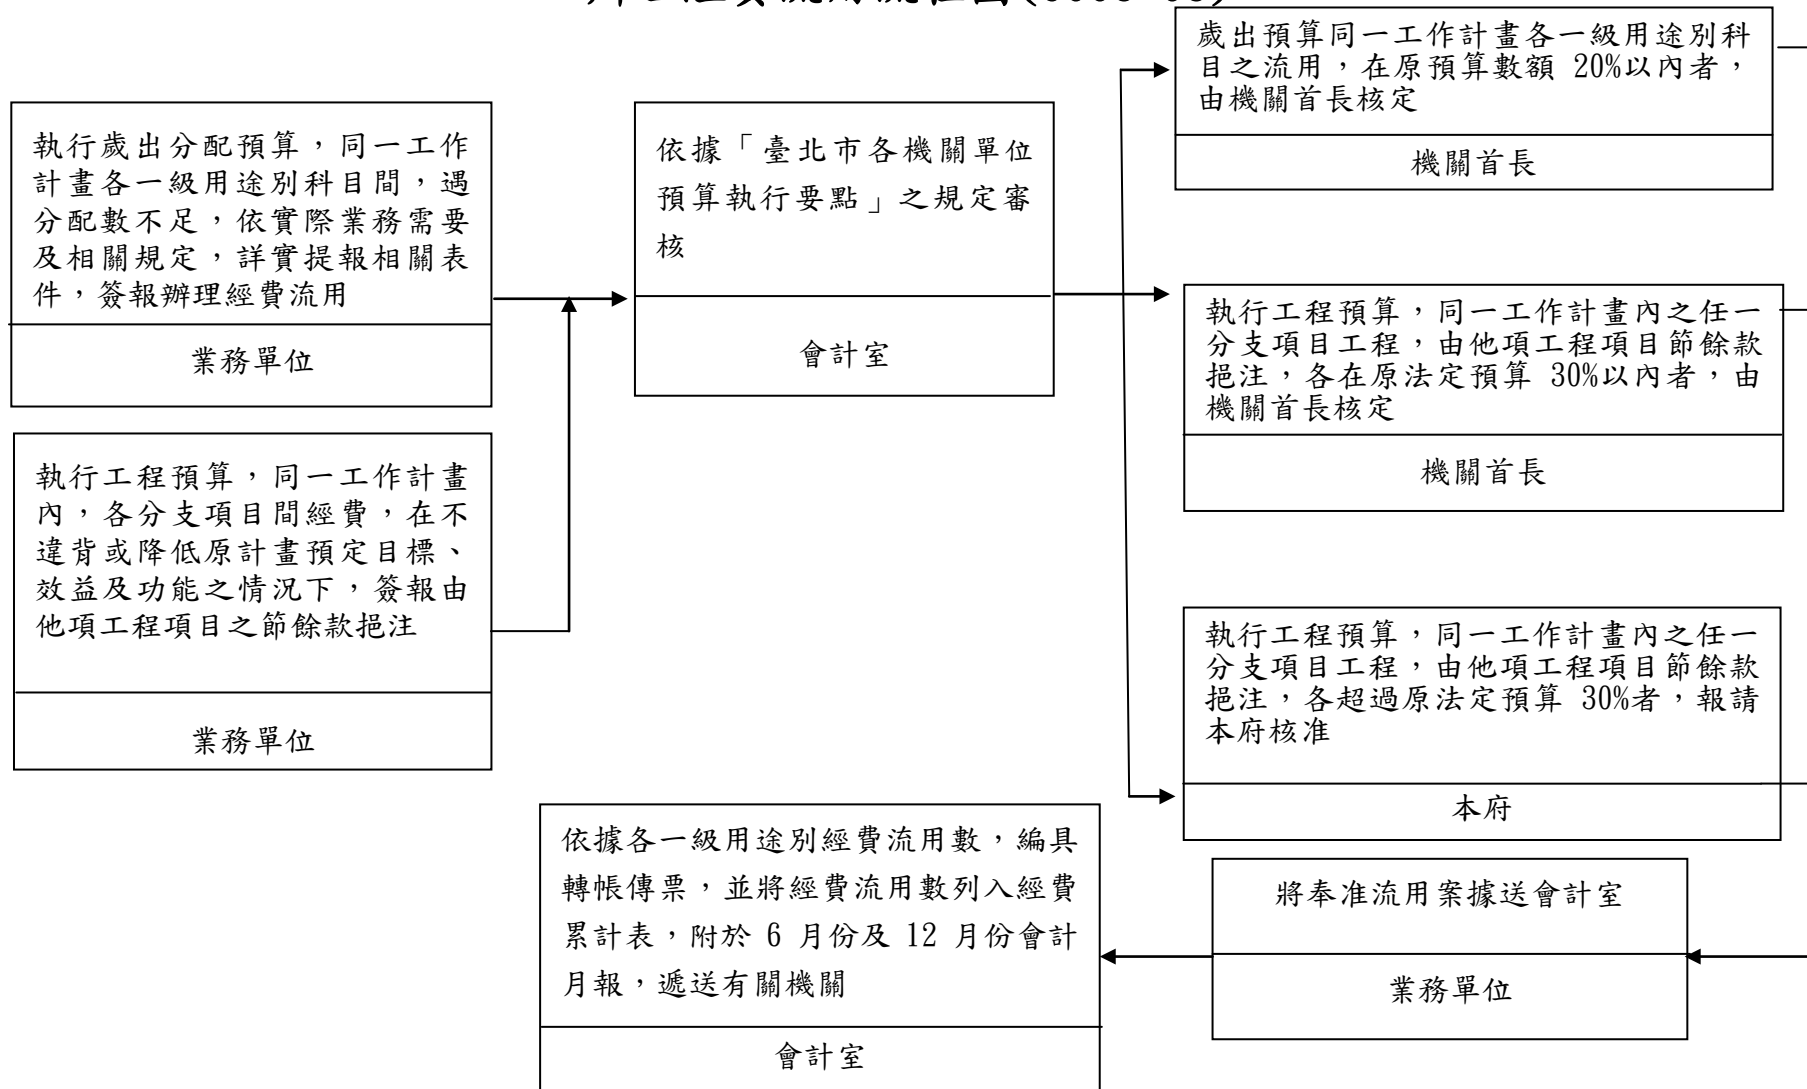 執行歲出分配預算，同一工作
計畫各一級用途別科目間，遇
分配數不足，依實際業務需要
及相關規定，詳實提報相關表
件，簽報辦理經費流用
業務單位
執行工程預算，同一工作計畫
內，各分支項目間經費，在不
違背或降低原計畫預定目標、
效益及功能之情況下，簽報由
他項工程項目之節餘款挹注
業務單位
依據「臺北市各機關單位
預算執行要點」之規定審
核
會計室
歲出預算同一工作計畫各一級用途別科
目之流用，在原預算數額 20%以內者，
由機關首長核定
機關首長
執行工程預算，同一工作計畫內之任一
分支項目工程，由他項工程項目節餘款
挹注，各在原法定預算 30%以內者，由
機關首長核定
機關首長
執行工程預算，同一工作計畫內之任一
分支項目工程，由他項工程項目節餘款
挹注，各超過原法定預算 30%者，報請
本府核准
本府
將奉准流用案據送會計室
業務單位
依據各一級用途別經費流用數，編具
轉帳傳票，並將經費流用數列入經費
累計表，附於 6 月份及 12 月份會計
月報，遞送有關機關
會計室